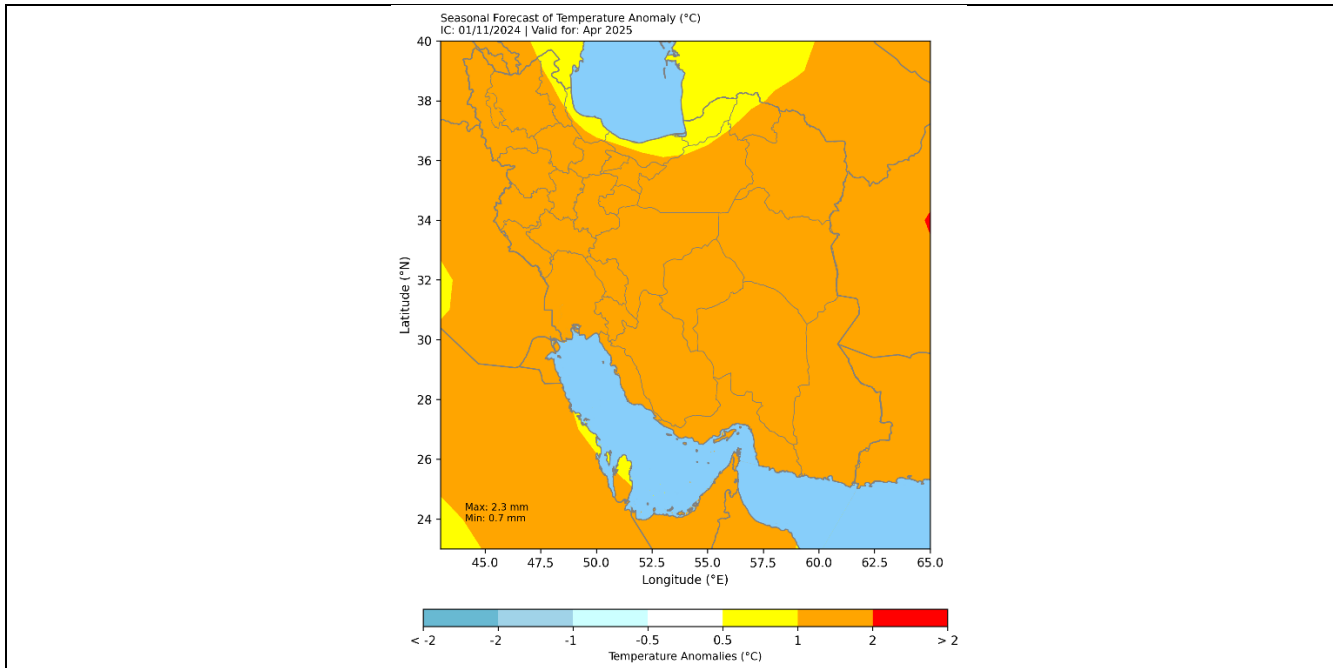 Seasonal Forecast of Temperature Anomaly (°C)
IC: 01/11/2024 | Valid for: Apr 2025
40
38
36
34
32
30
28
26
24
Latitude (°N)
Max: 2.3 mm
Min: 0.7 mm
45.0 47.5 50.0 52.5 55.0 57.5 60.0 62.5 65.0
Longitude (°E)
< -2 -2 -1 -0.5 0.5 1 2 > 2
Temperature Anomalies (°C)